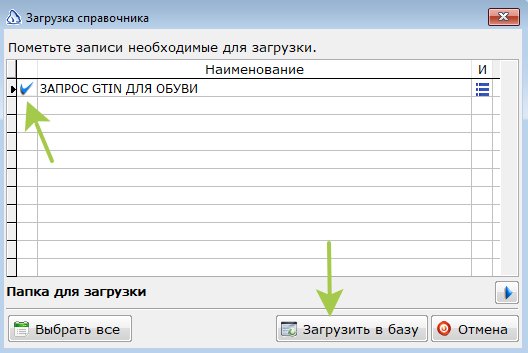 Загрузка справочника
Пометьте записи необходимые для загрузки.
Наименование И
ЗАПРОС GTIN ДЛЯ ОБУВИ
Папка для загрузки
Выбрать все Загрузить в базу Отмена